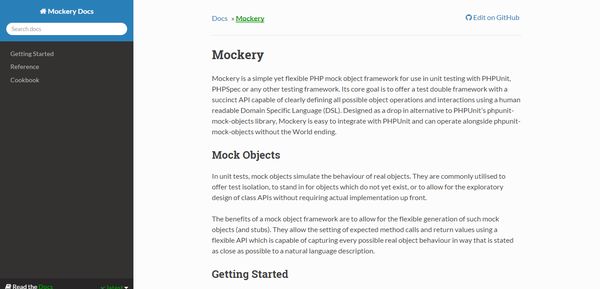 Mockery Docs
Search docs
Getting Started
Reference
Cookbook
Read the Docs
v: latest
Docs » Mockery
Edit on GitHub
Mockery
Mockery is a simple yet flexible PHP mock object framework for use in unit testing with PHPUnit,
PHPSpec or any other testing framework. Its core goal is to offer a test double framework with a
succinct API capable of clearly defining all possible object operations and interactions using a human
readable Domain Specific Language (DSL). Designed as a drop in alternative to PHPUnit's phpunit-
mock-objects library, Mockery is easy to integrate with PHPUnit and can operate alongside phpunit-
mock-objects without the World ending.
Mock Objects
In unit tests, mock objects simulate the behaviour of real objects. They are commonly utilised to
offer test isolation, to stand in for objects which do not yet exist, or to allow for the exploratory
design of class APIs without requiring actual implementation up front.
The benefits of a mock object framework are to allow for the flexible generation of such mock
objects (and stubs). They allow the setting of expected method calls and return values using a
flexible API which is capable of capturing every possible real object behaviour in way that is stated
as close as possible to a natural language description.
Getting Started